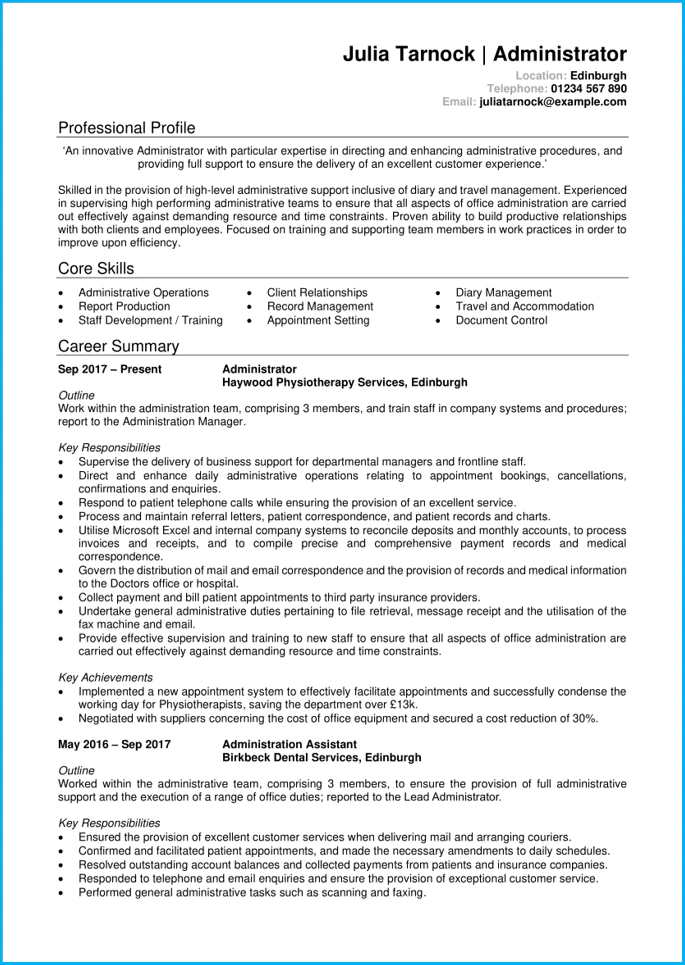 Julia Tarnock | Administrator
Location: Edinburgh
Telephone: 01234 567 890
Email: juliatarnock@example.com
Professional Profile
‘An innovative Administrator with particular expertise in directing and enhancing administrative procedures, and
providing full support to ensure the delivery of an excellent customer experience.’
Skilled in the provision of high-level administrative support inclusive of diary and travel management. Experienced
in supervising high performing administrative teams to ensure that all aspects of office administration are carried
out effectively against demanding resource and time constraints. Proven ability to build productive relationships
with both clients and employees. Focused on training and supporting team members in work practices in order to
improve upon efficiency.
Core Skills
• Administrative Operations • Client Relationships • Diary Management
• Report Production • Record Management • Travel and Accommodation
• Staff Development / Training • Appointment Setting • Document Control
Career Summary
Sep 2017 – Present Administrator
Haywood Physiotherapy Services, Edinburgh
Outline
Work within the administration team, comprising 3 members, and train staff in company systems and procedures;
report to the Administration Manager.
Key Responsibilities
• Supervise the delivery of business support for departmental managers and frontline staff.
• Direct and enhance daily administrative operations relating to appointment bookings, cancellations,
confirmations and enquiries.
• Respond to patient telephone calls while ensuring the provision of an excellent service.
• Process and maintain referral letters, patient correspondence, and patient records and charts.
• Utilise Microsoft Excel and internal company systems to reconcile deposits and monthly accounts, to process
invoices and receipts, and to compile precise and comprehensive payment records and medical
correspondence.
• Govern the distribution of mail and email correspondence and the provision of records and medical information
to the Doctors office or hospital.
• Collect payment and bill patient appointments to third party insurance providers.
• Undertake general administrative duties pertaining to file retrieval, message receipt and the utilisation of the
fax machine and email.
• Provide effective supervision and training to new staff to ensure that all aspects of office administration are
carried out effectively against demanding resource and time constraints.
Key Achievements
• Implemented a new appointment system to effectively facilitate appointments and successfully condense the
working day for Physiotherapists, saving the department over £13k.
• Negotiated with suppliers concerning the cost of office equipment and secured a cost reduction of 30%.
May 2016 – Sep 2017 Administration Assistant
Birkbeck Dental Services, Edinburgh
Outline
Worked within the administrative team, comprising 3 members, to ensure the provision of full administrative
support and the execution of a range of office duties; reported to the Lead Administrator.
Key Responsibilities
• Ensured the provision of excellent customer services when delivering mail and arranging couriers.
• Confirmed and facilitated patient appointments, and made the necessary amendments to daily schedules.
• Resolved outstanding account balances and collected payments from patients and insurance companies.
• Responded to telephone and email enquiries and ensure the provision of exceptional customer service.
• Performed general administrative tasks such as scanning and faxing.